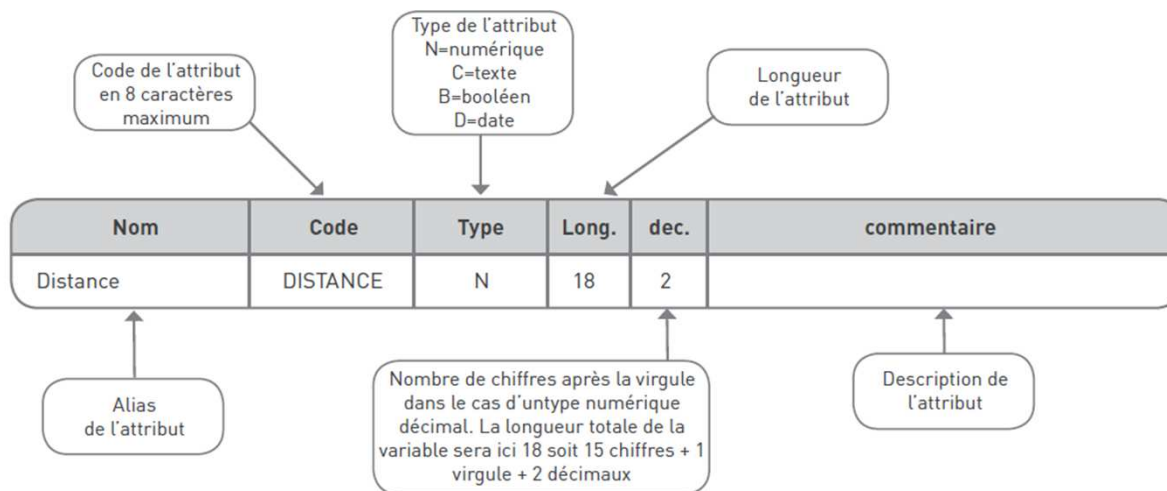 Code de l'attribut
en 8 caractères
maximum
Type de l'attribut
N=numérique
C=texte
B=booléen
D=date
Longueur
de l'attribut
Nom Code Type Long. dec. commentaire
Distance DISTANCE N 18 2
Alias
de l'attribut
Nombre de chiffres après la virgule
dans le cas d'untype numérique
décimal. La longueur totale de la
variable sera ici 18 soit 15 chiffres + 1
virgule + 2 décimaux
Description de
l'attribut